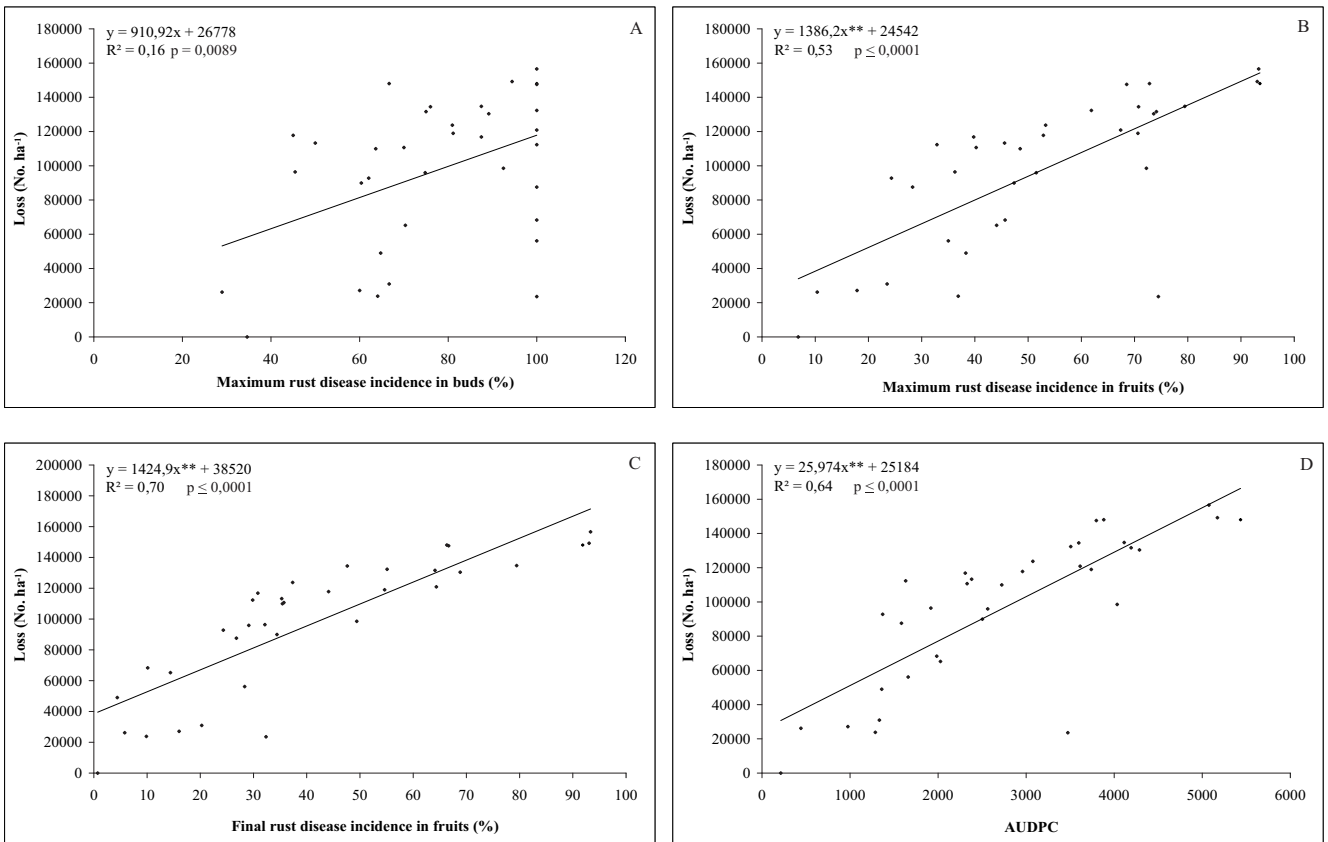 A
y = 910,92x + 26778
R² = 0,16 p = 0,0089
Loss (No. ha⁻¹)
180000
160000
140000
120000
100000
80000
60000
40000
20000
0
0 20 40 60 80 100 120
Maximum rust disease incidence in buds (%)
B
y = 1386,2x** + 24542
R² = 0,53 p ≤ 0,0001
Loss (No. ha⁻¹)
180000
160000
140000
120000
100000
80000
60000
40000
20000
0
0 10 20 30 40 50 60 70 80 90 100
Maximum rust disease incidence in fruits (%)
C
y = 1424,9x** + 38520
R² = 0,70 p ≤ 0,0001
Loss (No. ha⁻¹)
200000
180000
160000
140000
120000
100000
80000
60000
40000
20000
0
0 10 20 30 40 50 60 70 80 90 100
Final rust disease incidence in fruits (%)
D
y = 25,974x** + 25184
R² = 0,64 p ≤ 0,0001
Loss (No. ha⁻¹)
180000
160000
140000
120000
100000
80000
60000
40000
20000
0
0 1000 2000 3000 4000 5000 6000
AUDPC